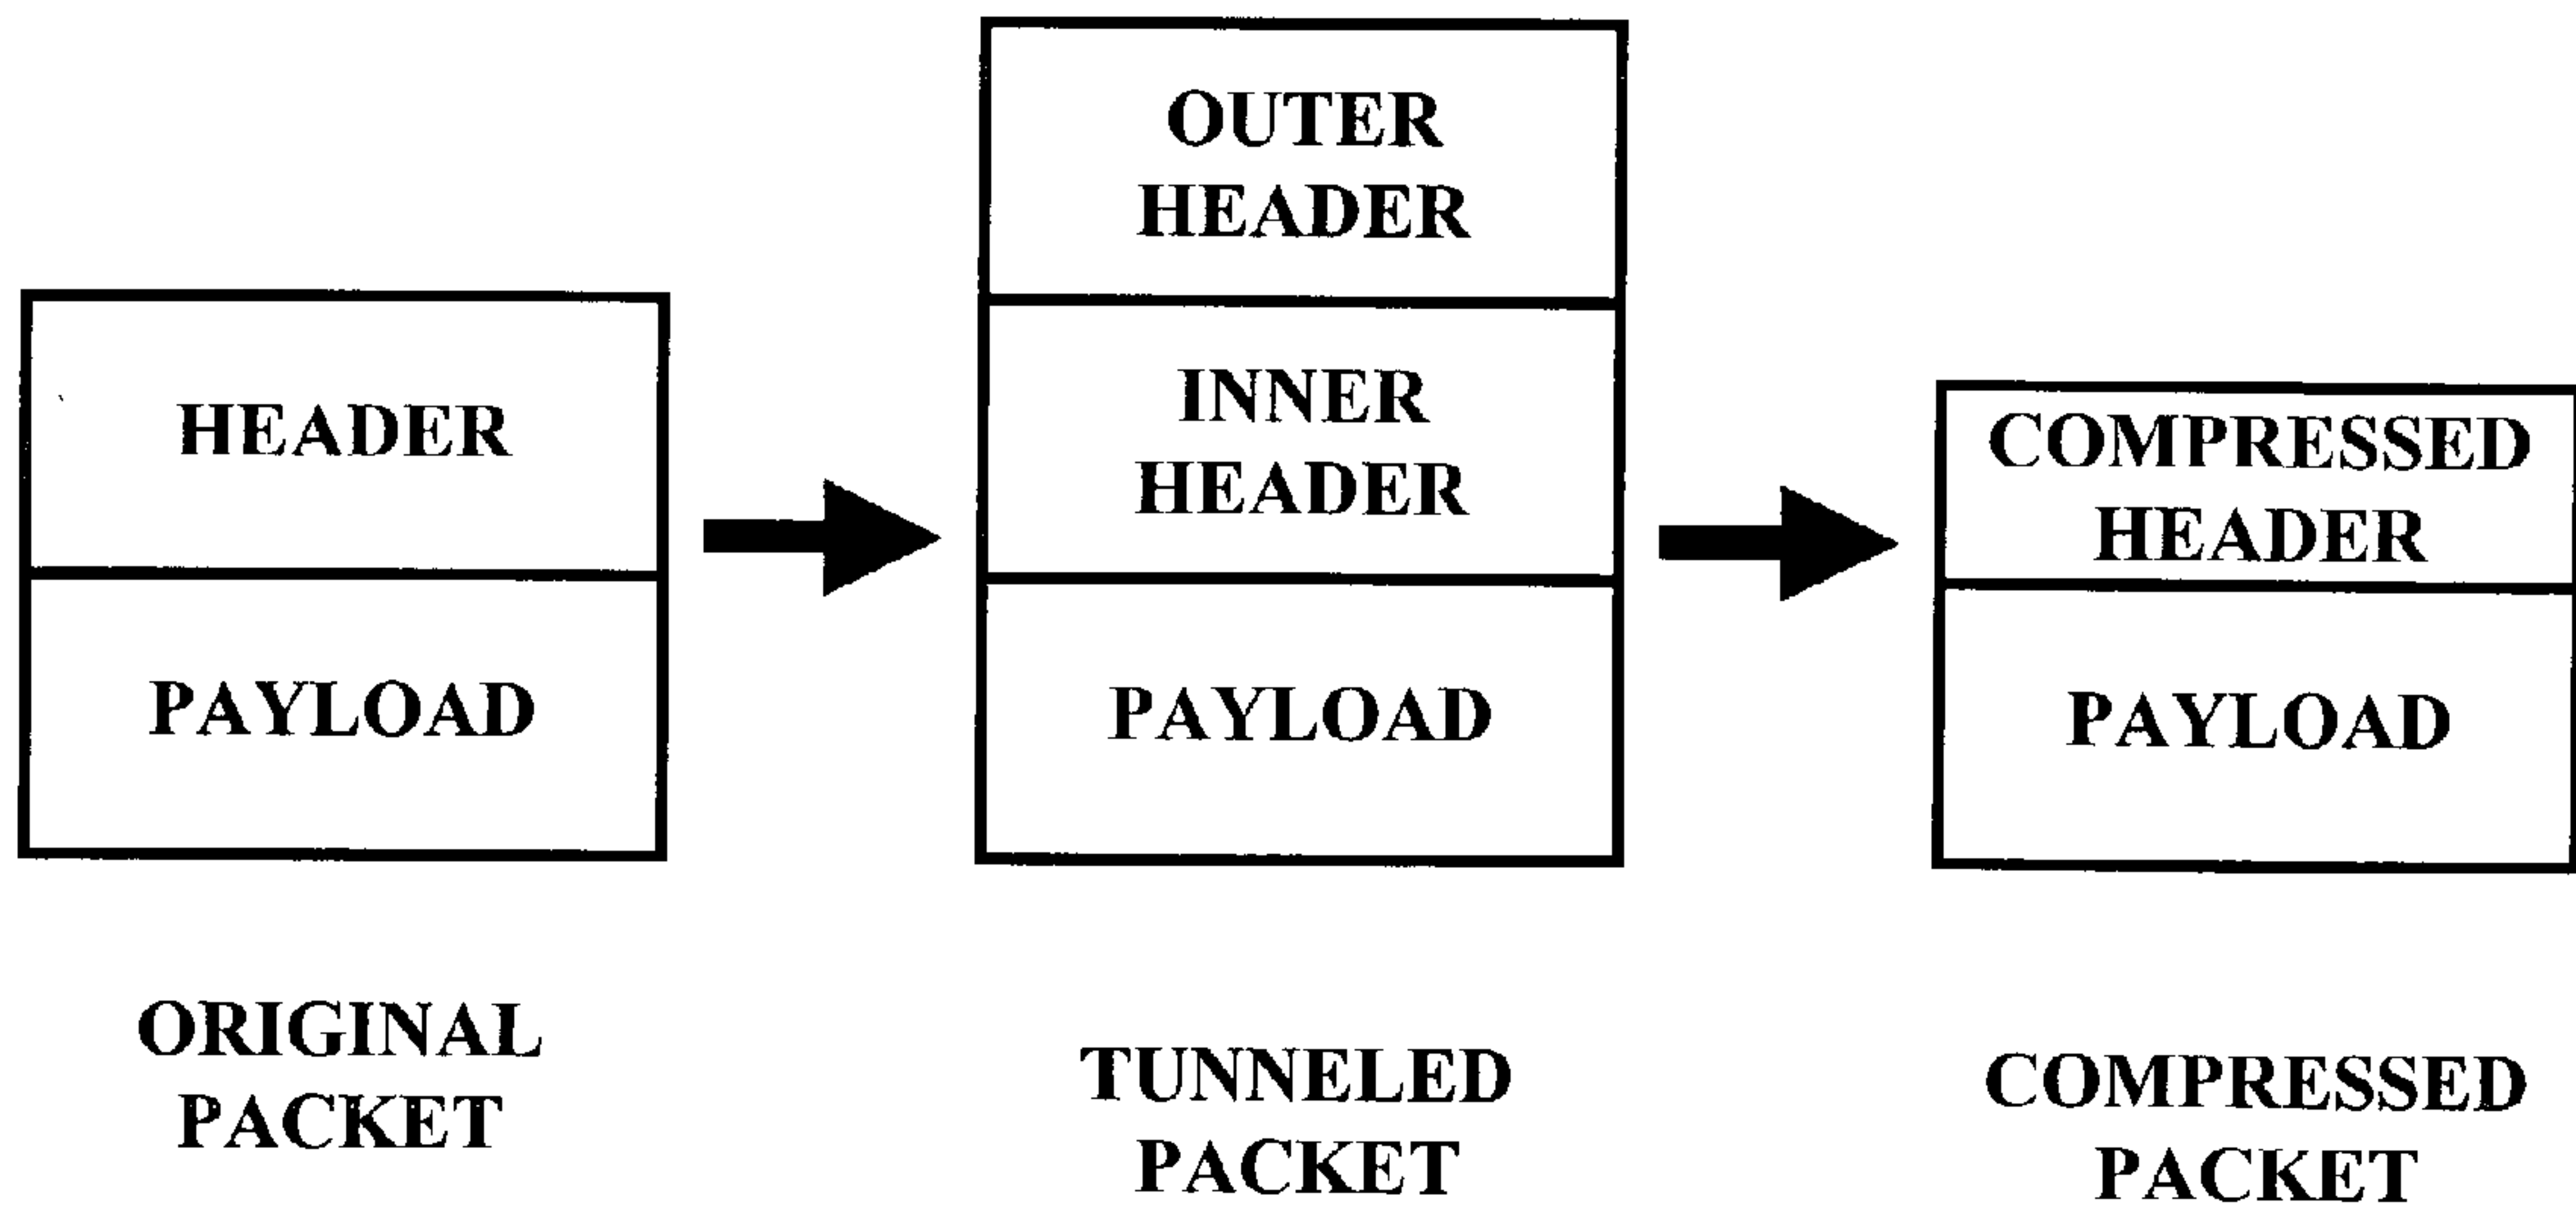 HEADER
PAYLOAD
ORIGINAL
PACKET
OUTER
HEADER
INNER
HEADER
PAYLOAD
TUNNELED
PACKET
COMPRESSED
HEADER
PAYLOAD
COMPRESSED
PACKET